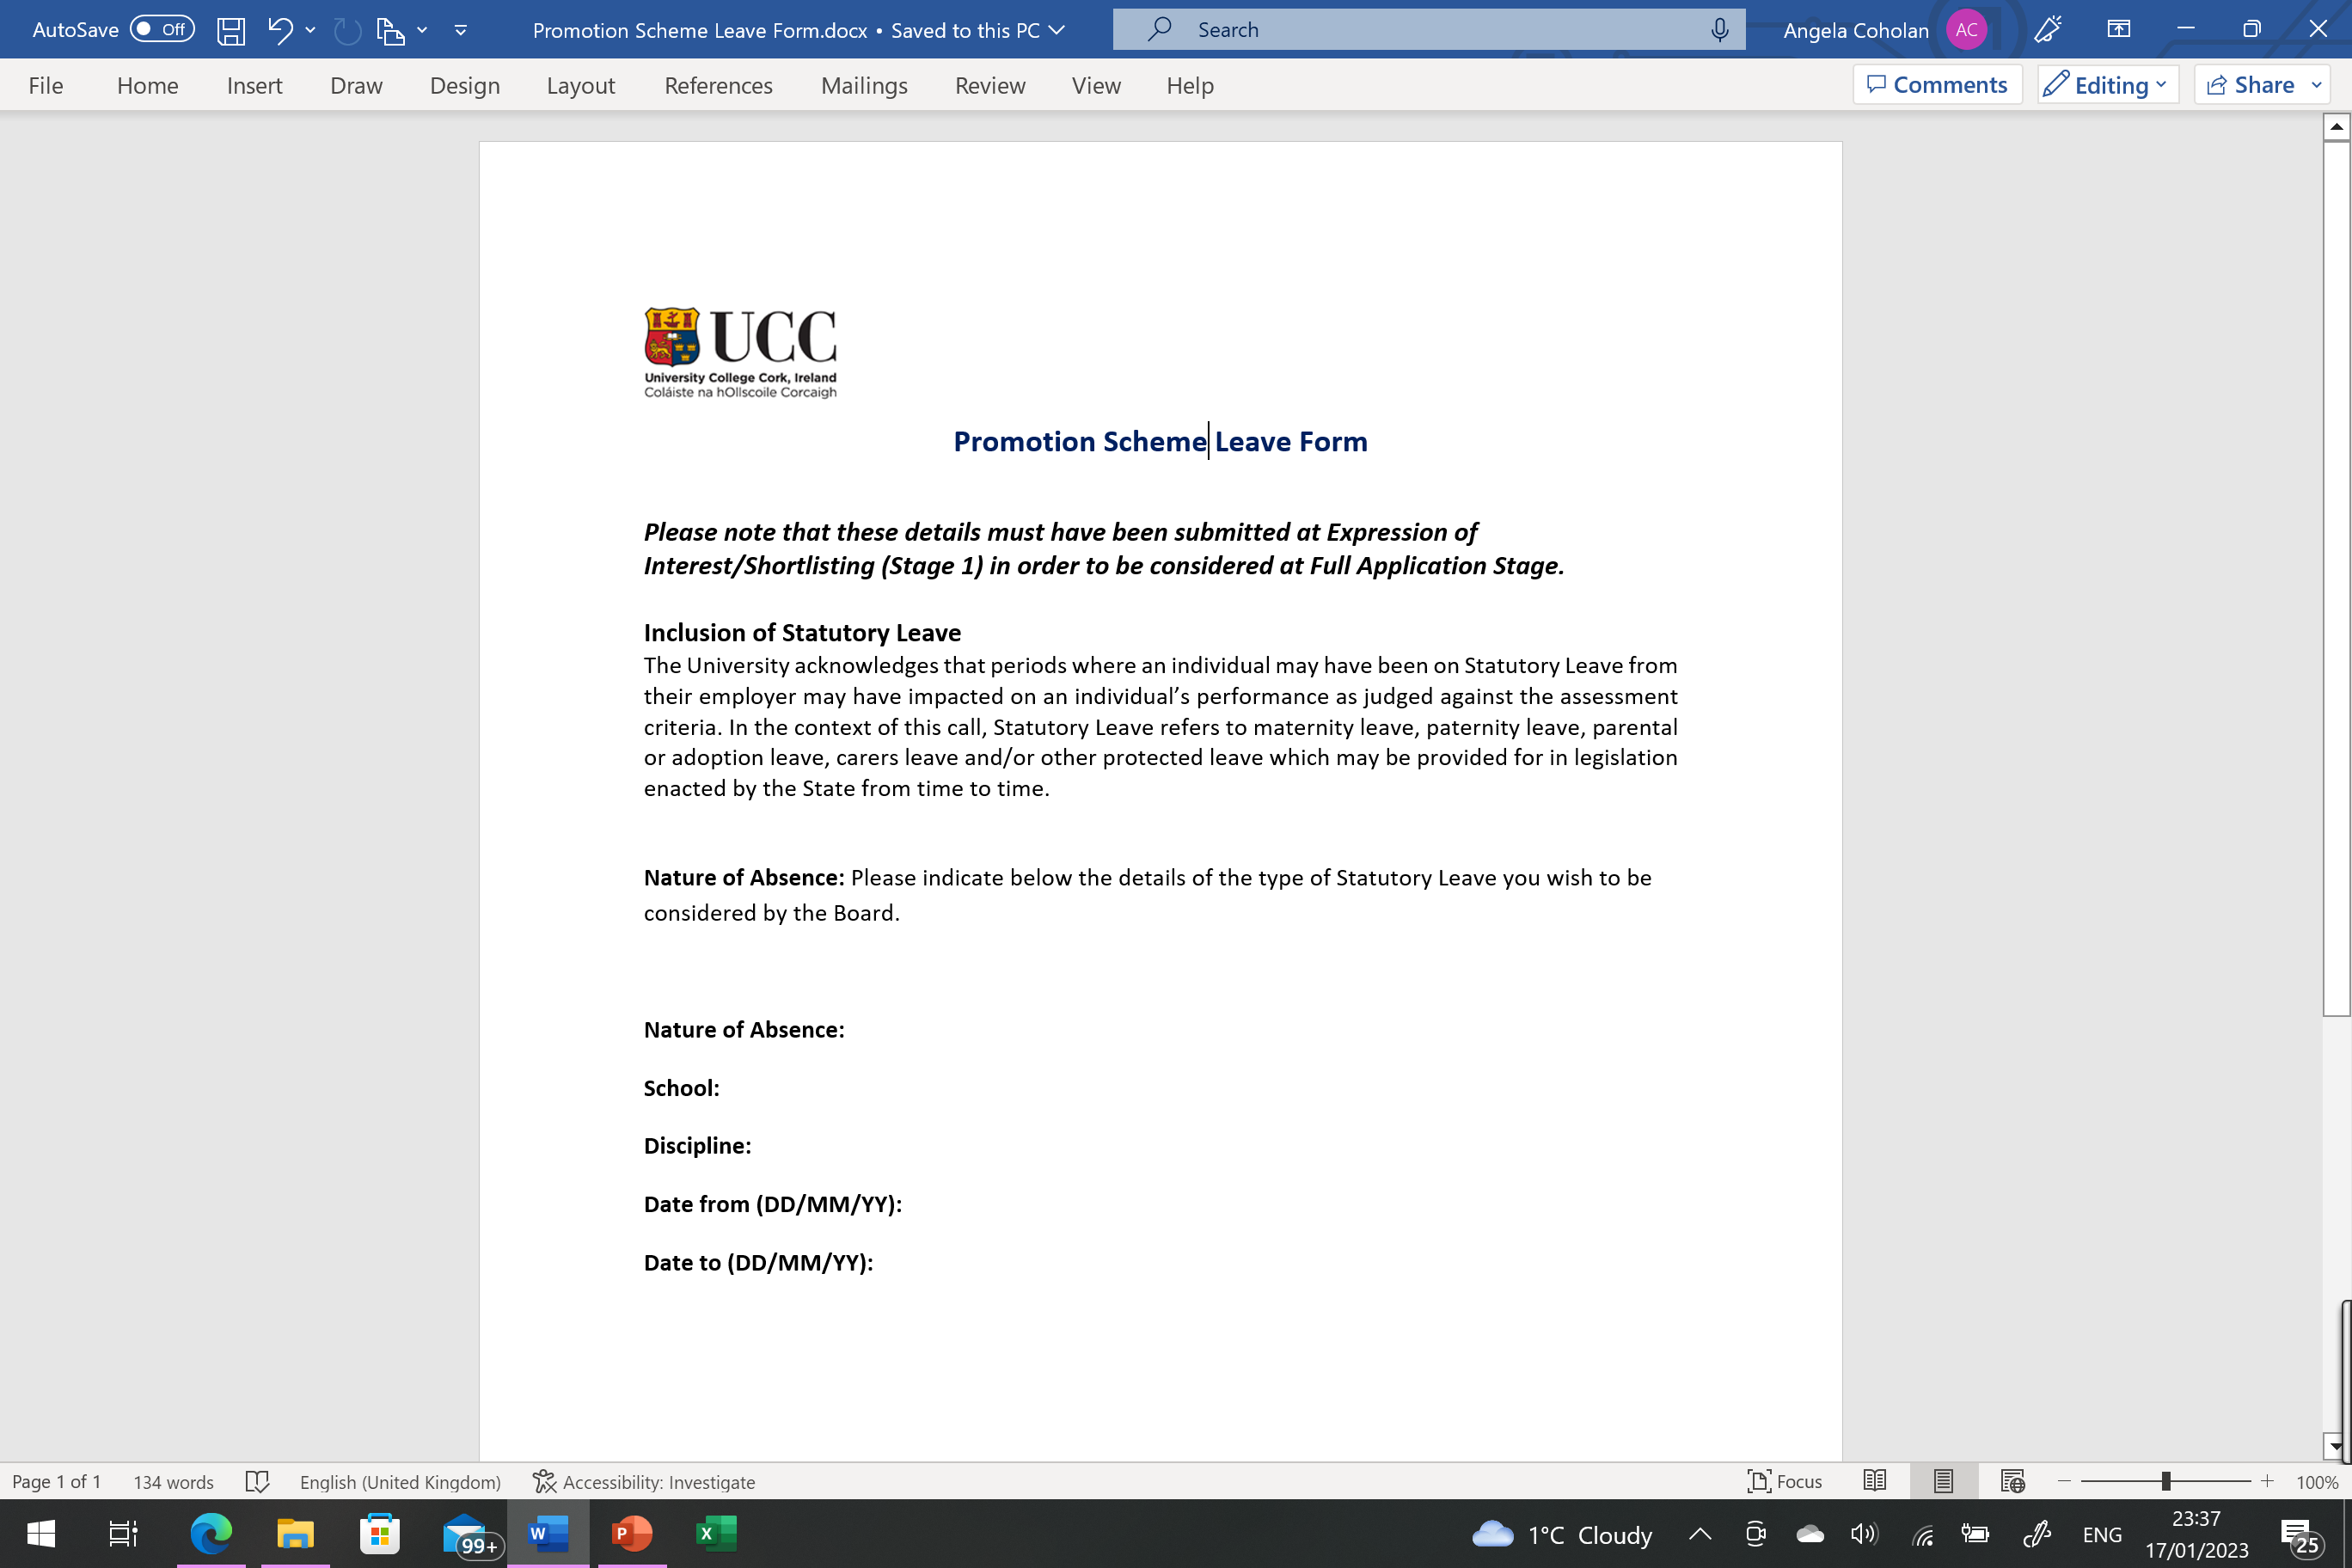 AutoSave Off Promotion Scheme Leave Form.docx • Saved to this PC Search Angela Coholan AC
File Home Insert Draw Design Layout References Mailings Review View Help Comments Editing Share
UCC
University College Cork, Ireland
Coláiste na hOllscoile Corcaigh
Promotion Scheme Leave Form
Please note that these details must have been submitted at Expression of
Interest/Shortlisting (Stage 1) in order to be considered at Full Application Stage.
Inclusion of Statutory Leave
The University acknowledges that periods where an individual may have been on Statutory Leave from
their employer may have impacted on an individual’s performance as judged against the assessment
criteria. In the context of this call, Statutory Leave refers to maternity leave, paternity leave, parental
or adoption leave, carers leave and/or other protected leave which may be provided for in legislation
enacted by the State from time to time.
Nature of Absence: Please indicate below the details of the type of Statutory Leave you wish to be
considered by the Board.
Nature of Absence:
School:
Discipline:
Date from (DD/MM/YY):
Date to (DD/MM/YY):
Page 1 of 1 134 words English (United Kingdom) Accessibility: Investigate Focus 100%
99+ W P X 1°C Cloudy ENG 23:37
17/01/2023 25